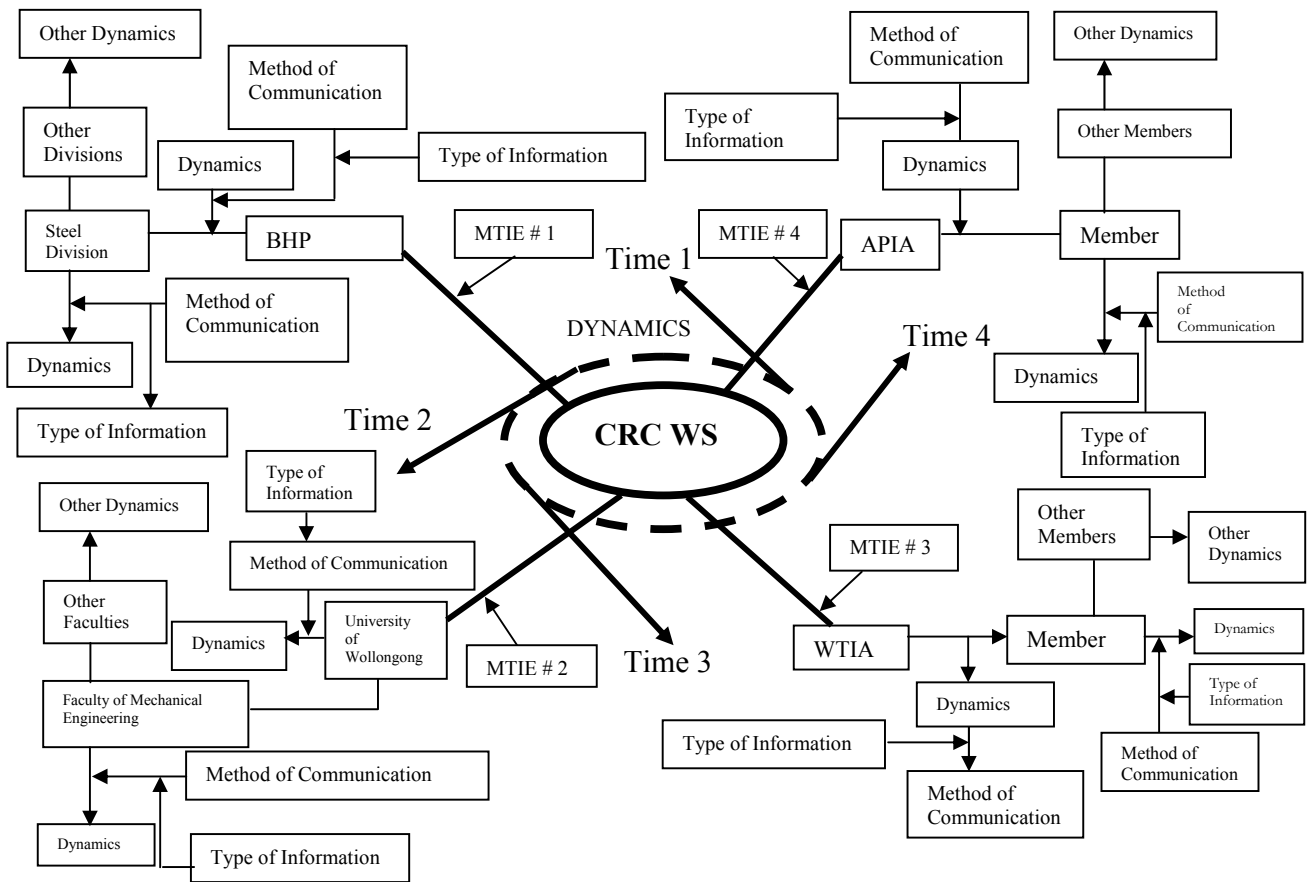 Other Dynamics
Method of
Communication
Other
Divisions
Dynamics
Type of Information
Steel
Division
BHP
MTIE # 1
Method of
Communication
Dynamics
Type of Information
Method of
Communication
Other Dynamics
Type of
Information
Other Members
Dynamics
MTIE # 4
APIA
Member
Method
of
Communication
Dynamics
Type of
Information
Time 1
DYNAMICS
Time 4
Time 2
CRC WS
Time 3
Type of
Information
Other Dynamics
Method of Communication
Other
Faculties
Dynamics
University
of
Wollongong
MTIE # 2
Faculty of Mechanical
Engineering
Method of Communication
Dynamics
Type of Information
Other
Members
Other
Dynamics
MTIE # 3
WTIA
Member
Dynamics
Type of
Information
Method of
Communication
Dynamics
Type of Information
Method of
Communication